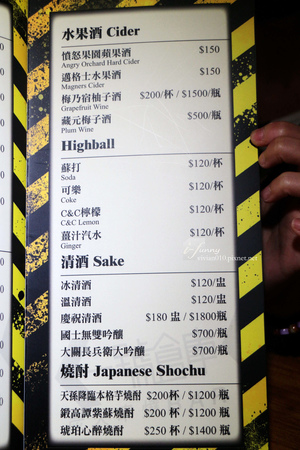 水果酒 Cider
憤怒果園蘋果酒 $150
Angry Orchard Hard Cider
邁格士水果酒 $150
Magners Cider
梅乃宿柚子酒 $200/杯 / $1500/瓶
Grapefruit Wine
藏元梅子酒 $500/瓶
Plum Wine
Highball
蘇打 $120/杯
Soda
可樂 $120/杯
Coke
C&C檸檬 $120/杯
C&C Lemon
薑汁汽水 $120/杯
Ginger
清酒 Sake
冰清酒 $120/盅
溫清酒 $120/盅
慶祝清酒 $180 盅 / $1800瓶
國士無雙吟釀 $700/瓶
大關長兵衛大吟釀 $700/瓶
燒酎 Japanese Shochu
天孫降臨本格芋燒酎 $200/杯 / $1200 瓶
鍛高譚紫蘇燒酎 $200 杯 / $1200 瓶
琥珀心醉燒酎 $250 杯 / $1400 瓶